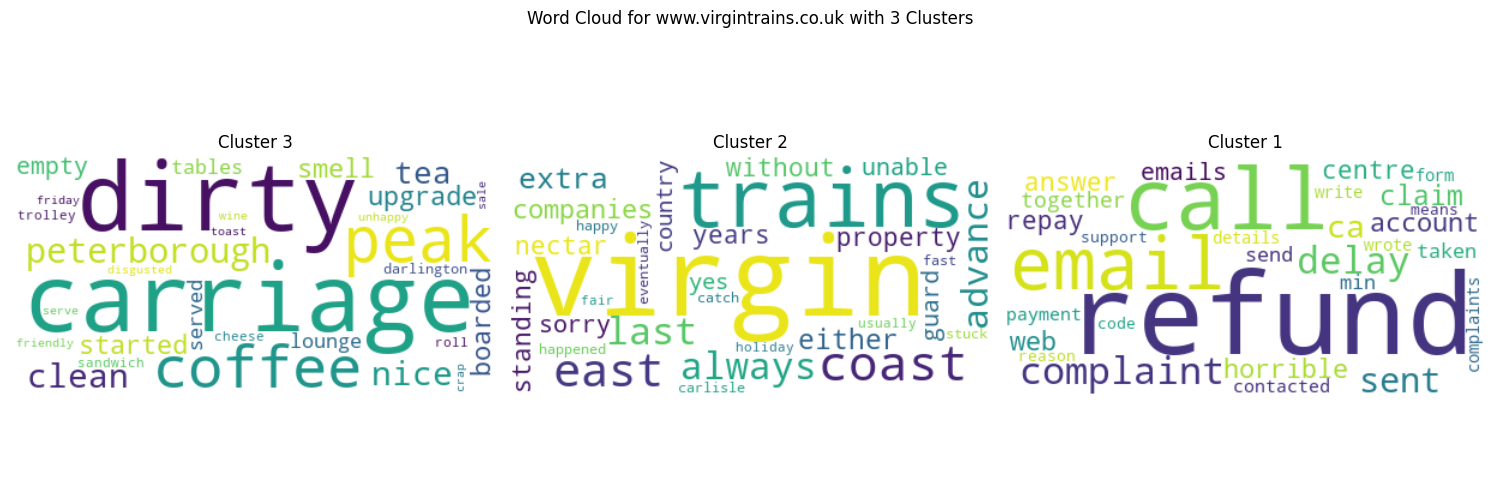 Word Cloud for www.virgintrains.co.uk with 3 Clusters
Cluster 3
empty
dirty
tables
smell
tea
friday
trolley
wine
toast
unhappy
upgrade
sale
peterborough
peak
disgusted
darlington
carriage
serve
served
friendly
started
cheese
lounge
roll
boarded
sandwich
clean
coffee
nice
crap
Cluster 2
extra
country
without
unable
trains
companies
happy
nectar
years
property
advance
eventually
virgin
fast
yes
fair
catch
guard
standing
sorry
last
usually
stuck
happened
holiday
either
east
always
coast
carlisle
Cluster 1
answer
emails
centre
form
together
call
write
claim
means
repay
support
details
ca
account
wrote
email
send
delay
taken
min
refund
payment
code
complaints
web
reason
complaint
horrible
contacted
sent